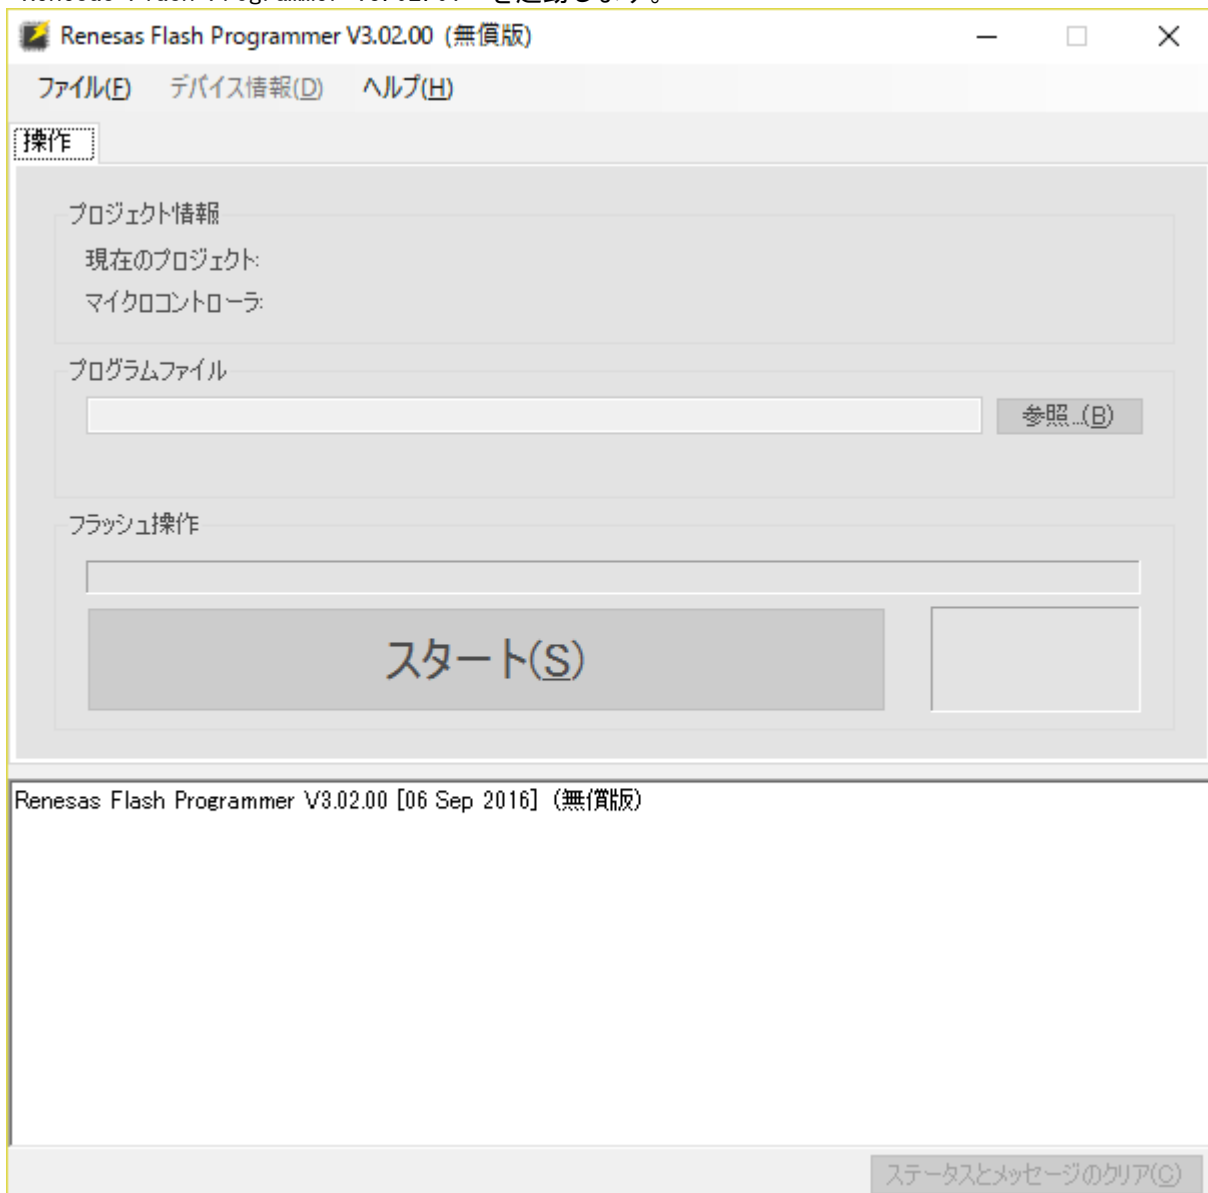 Renesas Flash Programmer V3.02.00 (無償版)
ファイル(F) デバイス情報(D) ヘルプ(H)
操作
プロジェクト情報
現在のプロジェクト:
マイクロコントローラ:
プログラムファイル
参照...(B)
フラッシュ操作
スタート(S)
Renesas Flash Programmer V3.02.00 [06 Sep 2016] (無償版)
ステータスとメッセージのクリア(C)